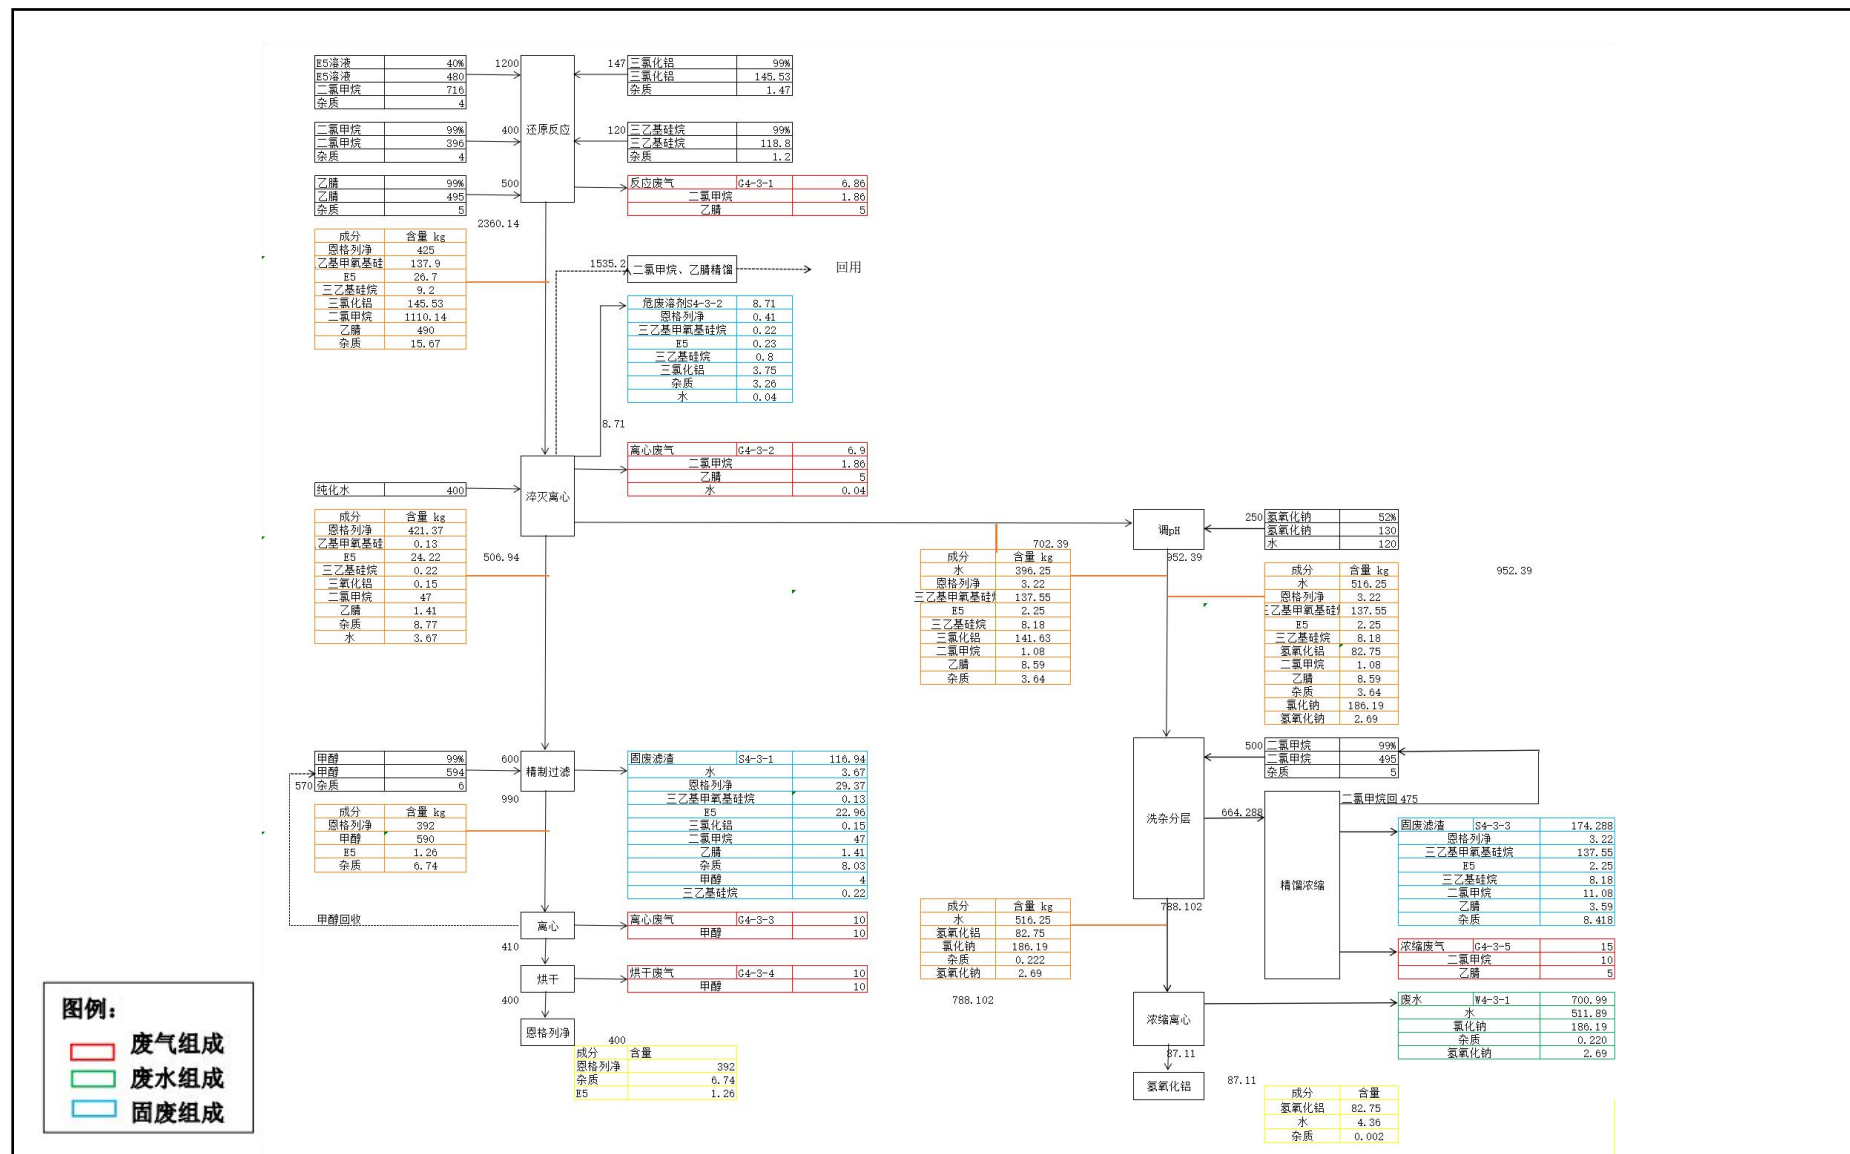 E5溶液 40%
E5溶液 480
二氯甲烷 716
杂质 4
1200
147
三氯化铝 99%
三氯化铝 145.53
杂质 1.47
二氯甲烷 99%
二氯甲烷 396
杂质 4
400
还原反应
120
三乙基硅烷 99%
三乙基硅烷 118.8
杂质 1.2
乙腈 99%
乙腈 495
杂质 5
500
反应废气 G4-3-1 6.86
二氯甲烷 1.86
乙腈 5
2360.14
成分 含量 kg
恩格列净 425
乙基甲氧基硅 137.9
E5 26.7
三乙基硅烷 9.2
三氯化铝 145.53
二氯甲烷 1110.14
乙腈 490
杂质 15.67
1535.2
二氯甲烷、乙腈精馏
回用
危废溶剂S4-3-2 8.71
恩格列净 0.41
三乙基甲氧基硅烷 0.22
E5 0.23
三乙基硅烷 0.8
三氯化铝 3.75
杂质 3.26
水 0.04
8.71
离心废气 G4-3-2 6.9
二氯甲烷 1.86
乙腈 5
水 0.04
纯化水 400
淬灭离心
成分 含量 kg
恩格列净 421.37
乙基甲氧基硅 0.13
E5 24.22
三乙基硅烷 0.22
三氧化铝 0.15
二氯甲烷 47
乙腈 1.41
杂质 8.77
水 3.67
506.94
调pH
250
氢氧化钠 52%
氢氧化钠 130
水 120
702.39
成分 含量 kg
水 396.25
恩格列净 3.22
三乙基甲氧基硅 137.55
E5 2.25
三乙基硅烷 8.18
三氯化铝 141.63
二氯甲烷 1.08
乙腈 8.59
杂质 3.64
952.39
成分 含量 kg
水 516.25
恩格列净 3.22
三乙基甲氧基硅 137.55
E5 2.25
三乙基硅烷 8.18
氢氧化铝 82.75
二氯甲烷 1.08
乙腈 8.59
杂质 3.64
氯化钠 186.19
氢氧化钠 2.69
952.39
甲醇 99%
甲醇 594
杂质 6
600
570
精制过滤
990
固废滤渣 S4-3-1 116.94
水 3.67
恩格列净 29.37
三乙基甲氧基硅烷 0.13
E5 22.96
三氯化铝 0.15
二氯甲烷 47
乙腈 1.41
杂质 8.03
甲醇 4
三乙基硅烷 0.22
成分 含量 kg
恩格列净 392
甲醇 590
E5 1.26
杂质 6.74
500
二氯甲烷 99%
二氯甲烷 495
杂质 5
二氯甲烷回 475
洗杂分层
664.288
精馏浓缩
固废滤渣 S4-3-3 174.288
恩格列净 3.22
三乙基甲氧基硅烷 137.55
E5 2.25
三乙基硅烷 8.18
二氯甲烷 11.08
乙腈 3.59
杂质 8.418
甲醇回收
离心
离心废气 G4-3-3 10
甲醇 10
410
788.102
成分 含量 kg
水 516.25
氢氧化铝 82.75
氯化钠 186.19
杂质 0.222
氢氧化钠 2.69
788.102
浓缩废气 G4-3-5 15
二氯甲烷 10
乙腈 5
烘干
烘干废气 G4-3-4 10
甲醇 10
400
恩格列净
400
成分 含量
恩格列净 392
杂质 6.74
E5 1.26
浓缩离心
废水 W4-3-1 700.99
水 511.89
氯化钠 186.19
杂质 0.220
氢氧化钠 2.69
87.11
氢氧化铝
87.11
成分 含量
氢氧化铝 82.75
水 4.36
杂质 0.002
图例：
废气组成
废水组成
固废组成